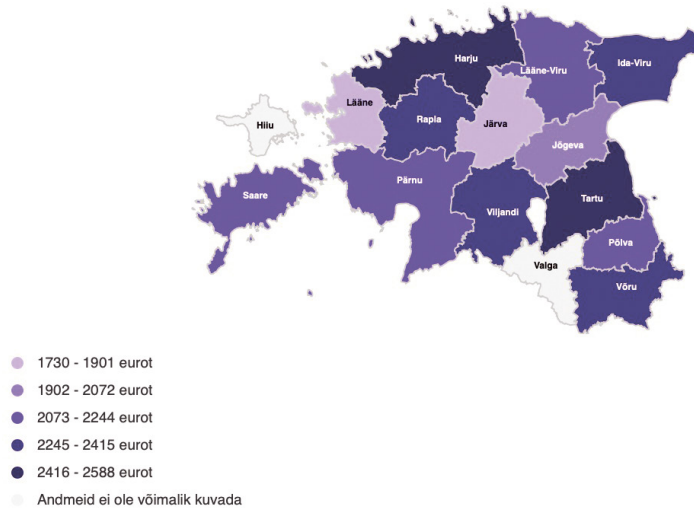 Harju
Lääne-Viru
Ida-Viru
Lääne
Hiiu
Rapla
Järva
Jõgeva
Saare
Pärnu
Viljandi
Tartu
Põlva
Valga
Võru
1730 - 1901 eurot
1902 - 2072 eurot
2073 - 2244 eurot
2245 - 2415 eurot
2416 - 2588 eurot
Andmeid ei ole võimalik kuvada